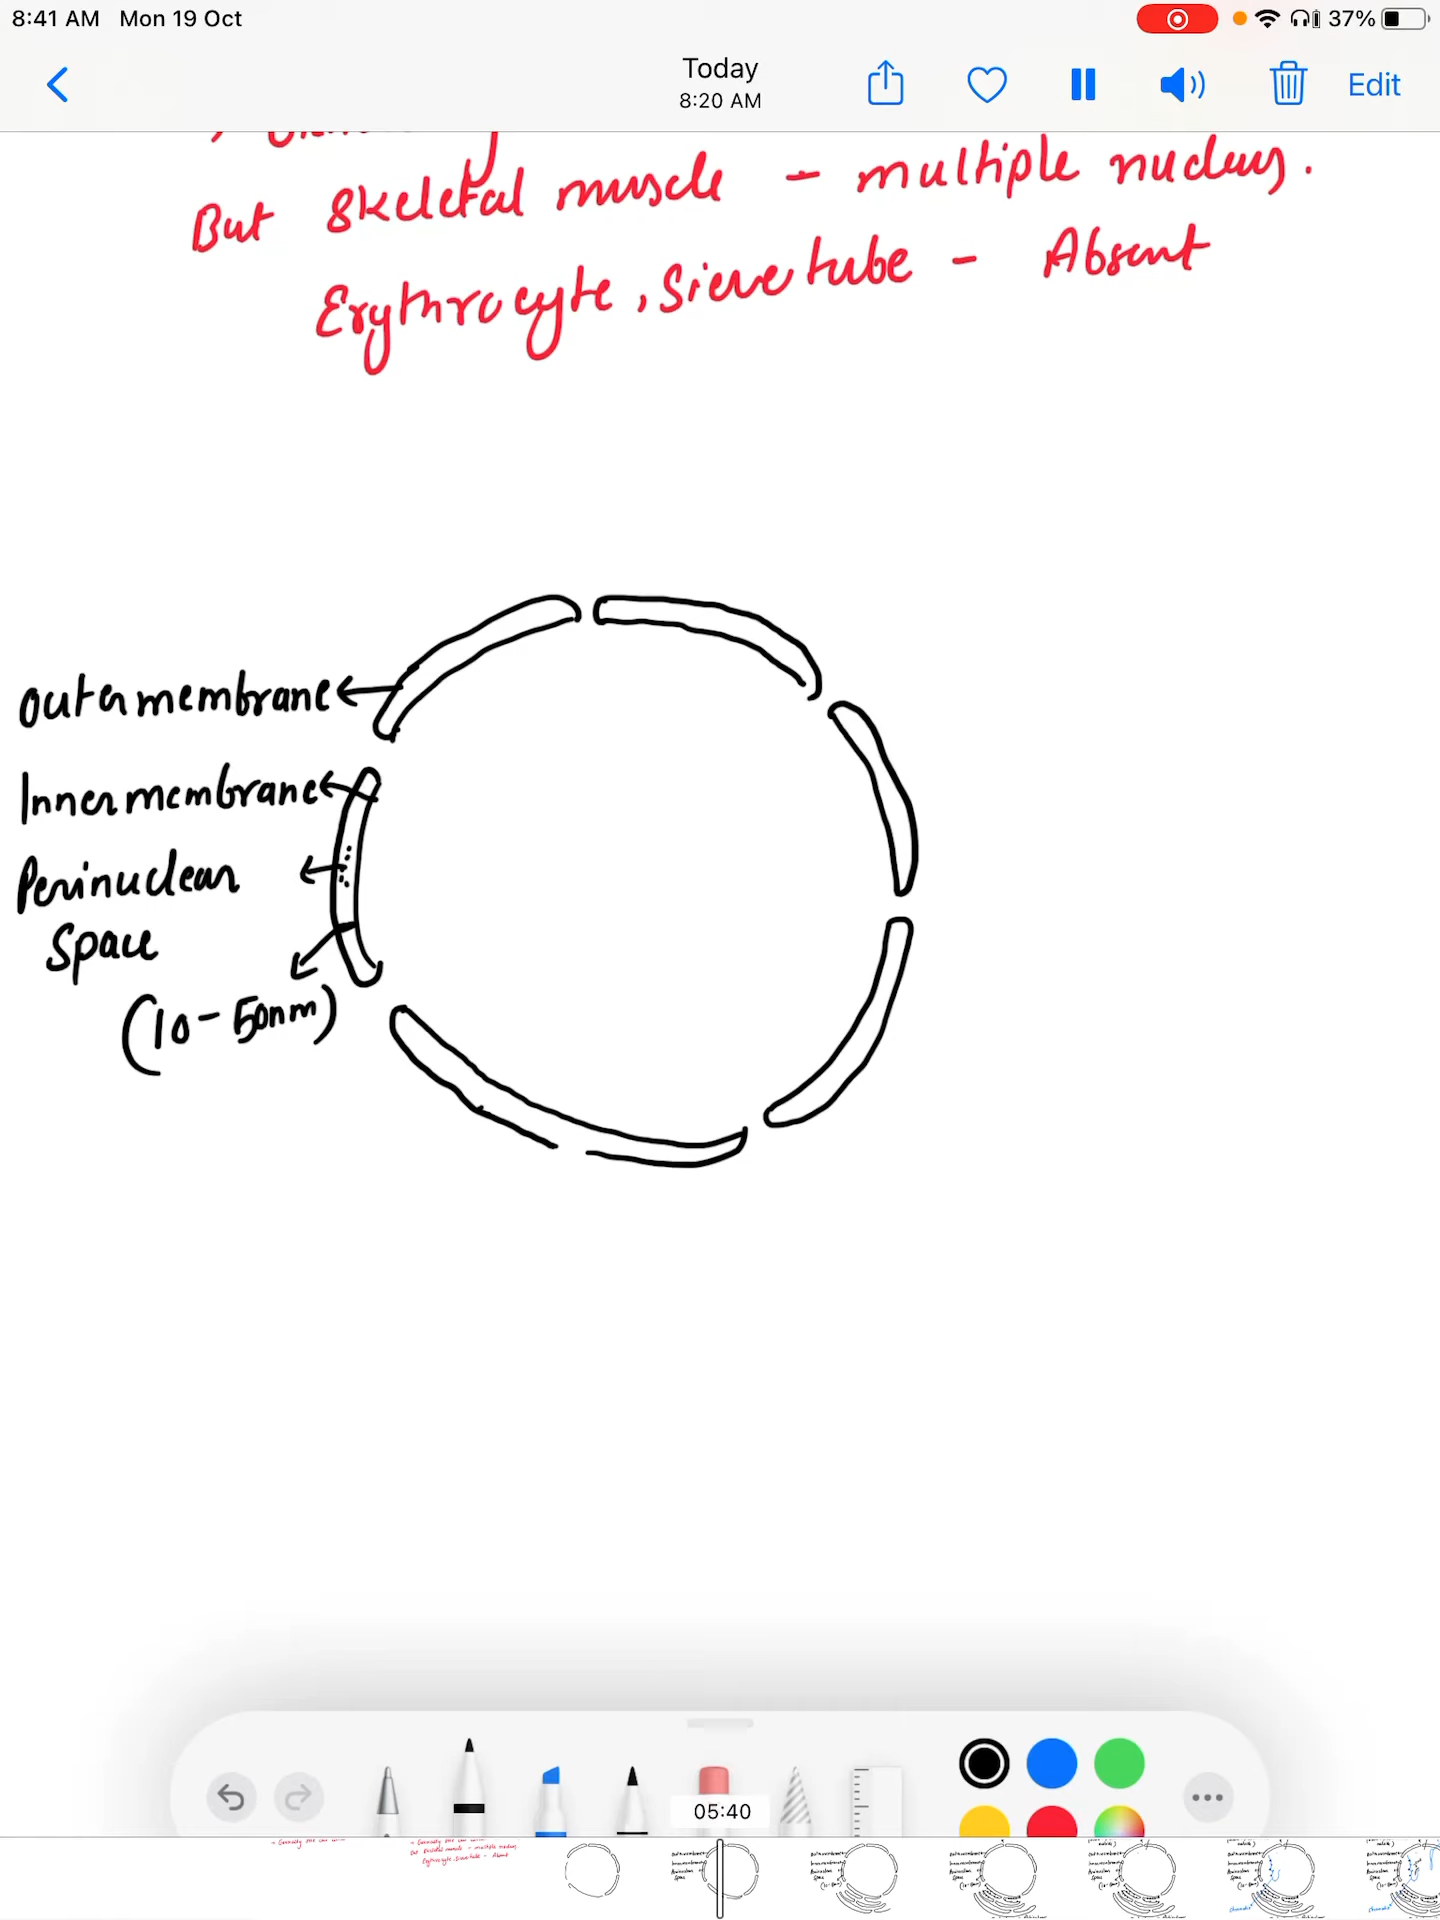 8:41 AM Mon 19 Oct
37%
Today
8:20 AM
Edit
But Skeletal muscle - multiple nucleus.
Erythrocyte, Sieve tube - Absent
outer membrane
Inner membrane
Perinuclear
Space
(10-50nm)
05:40